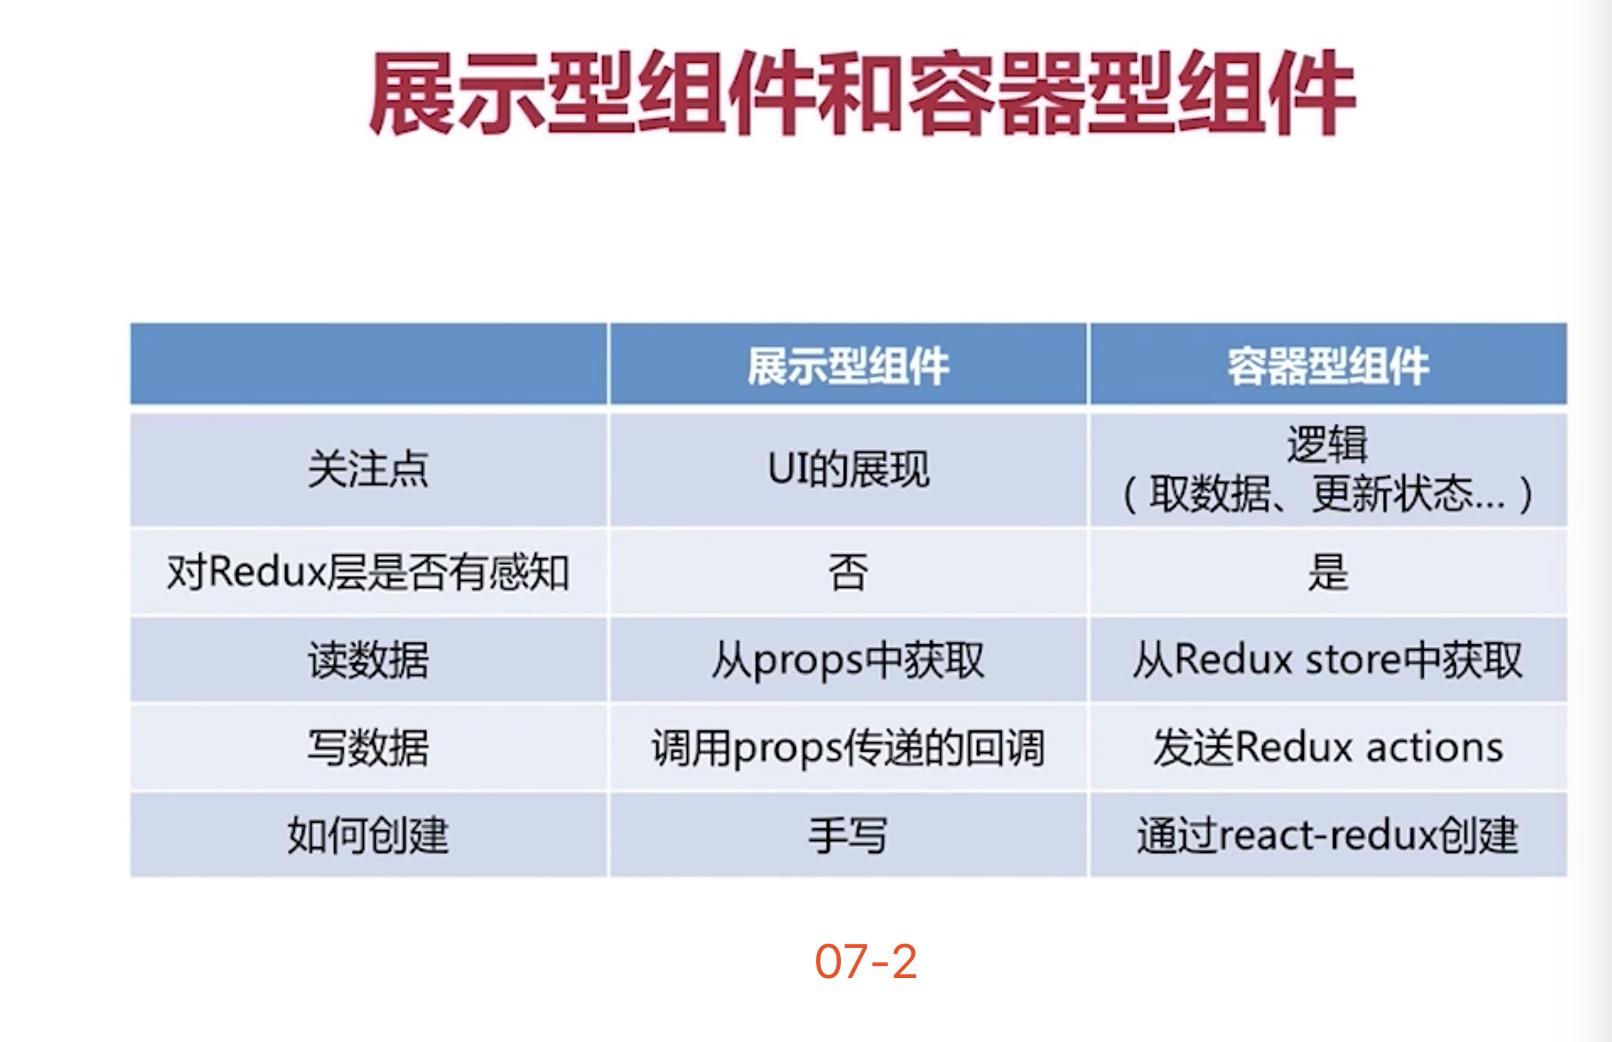 展示型组件和容器型组件
展示型组件 容器型组件
关注点 UI的展现 逻辑
（取数据、更新状态...）
对Redux层是否有感知 否 是
读数据 从props中获取 从Redux store中获取
写数据 调用props传递的回调 发送Redux actions
如何创建 手写 通过react-redux创建
07-2